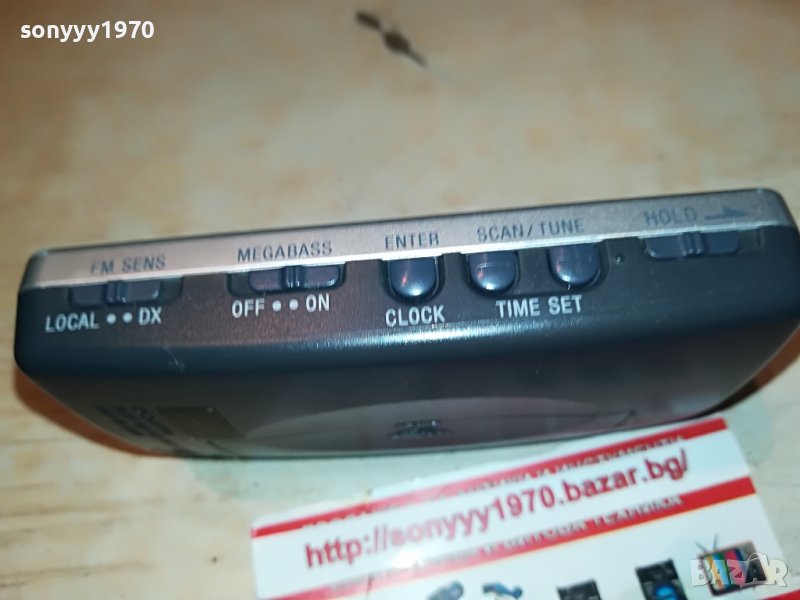 sonyyy1970
FM SENS MEGABASS ENTER SCAN/TUNE HOLD
LOCAL DX OFF ON CLOCK TIME SET
http://sonyyy1970.bazar.bg/
BAZAR